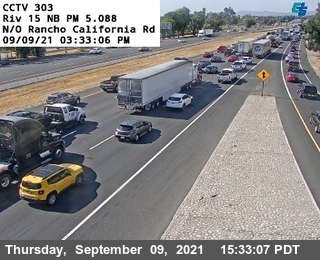 CCTV 303
Riv 15 NB PM 5.088
N/O Rancho California Rd
09/09/21 03:33:06 PM
Thursday, September 09, 2021 15:33:07 PDT